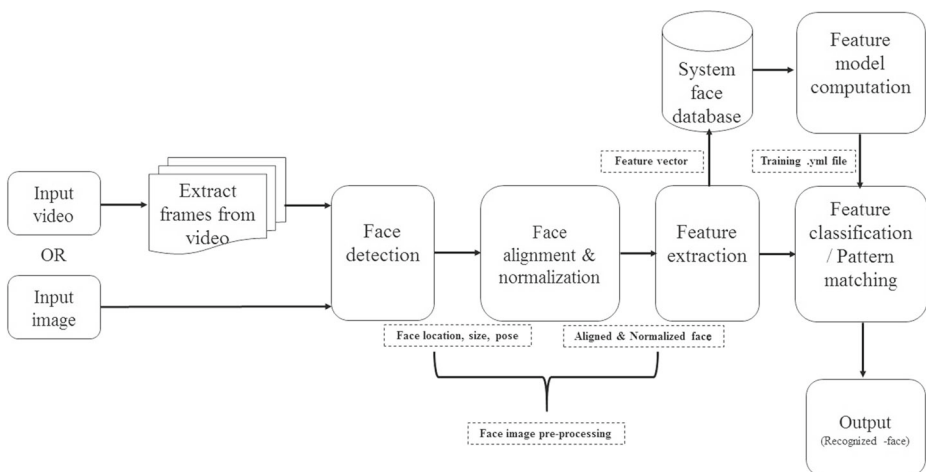 System
face
database
Feature
model
computation
Feature vector
Training .yml file
Input
video
Extract
frames from
video
OR
Input
image
Face
detection
Face
alignment &
normalization
Feature
extraction
Feature
classification
/ Pattern
matching
Face location, size, pose
Aligned & Normalized face
Face image pre-processing
Output
(Recognized -face)